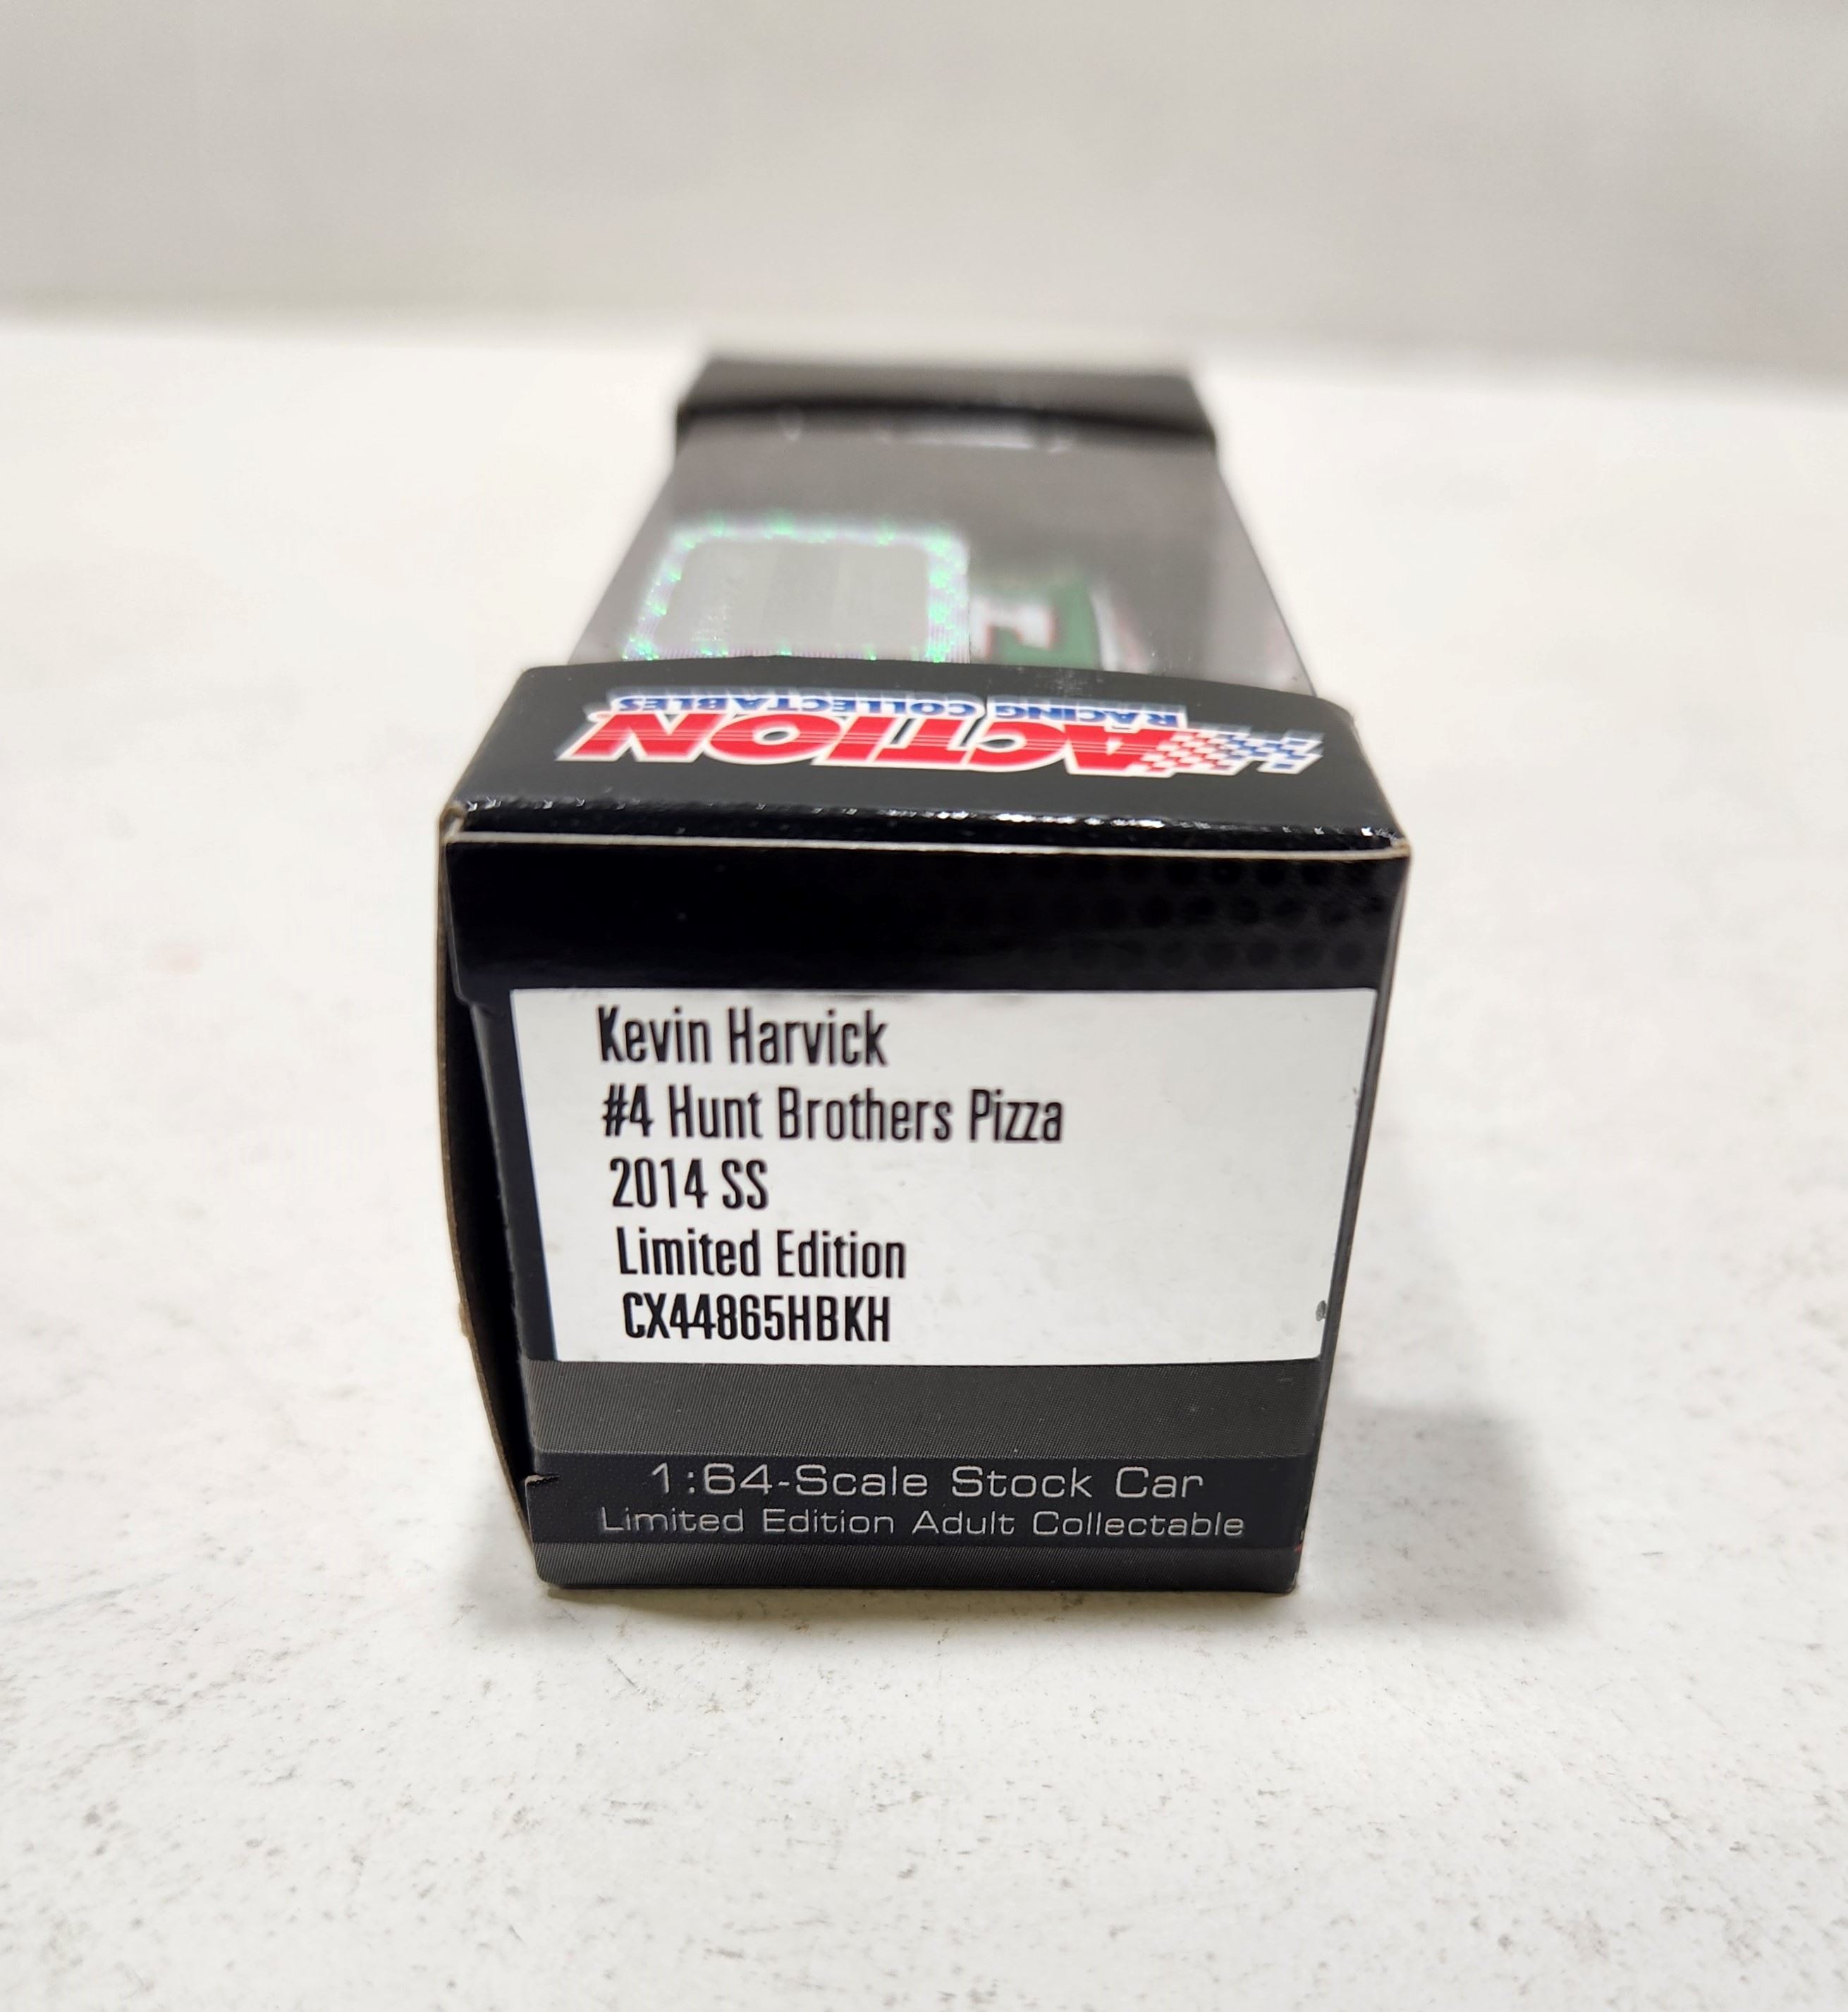 ACTION
RACING COLLECTABLES
Kevin Harvick
#4 Hunt Brothers Pizza
2014 SS
Limited Edition
CX44865HBKH
1:64-Scale Stock Car
Limited Edition Adult Collectable